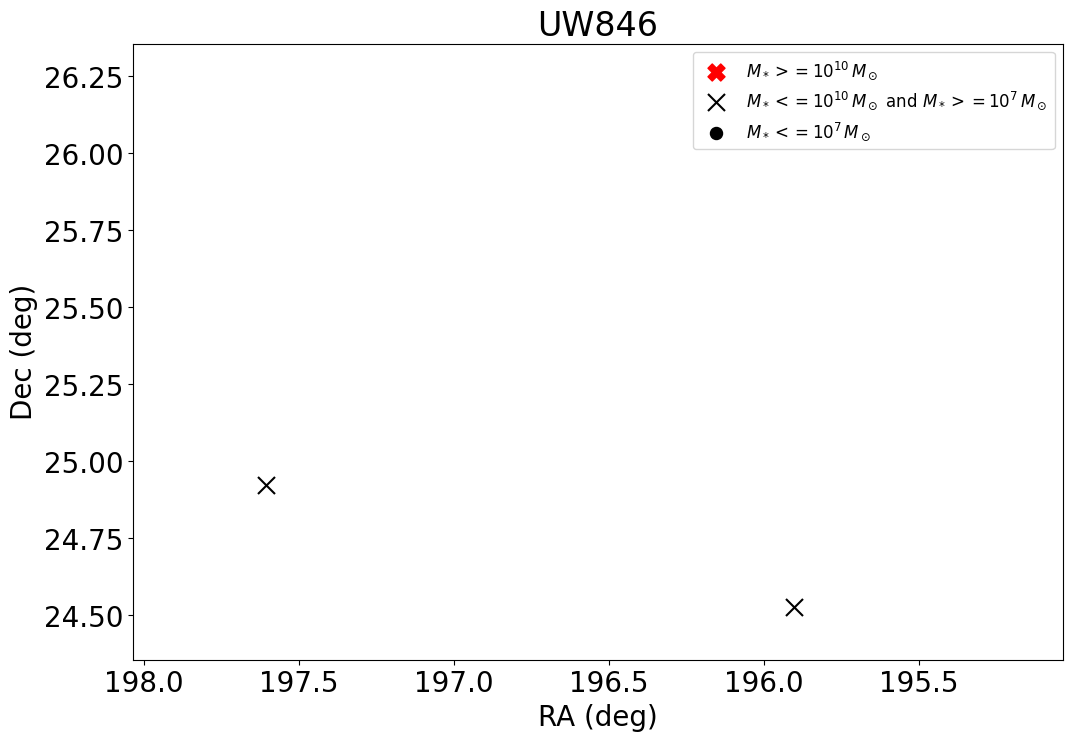 UW846
M* >= 10^10 M⊙
M* <= 10^10 M⊙ and M* >= 10^7 M⊙
M* <= 10^7 M⊙
26.25
26.00
25.75
25.50
25.25
25.00
24.75
24.50
Dec (deg)
198.0 197.5 197.0 196.5 196.0 195.5
RA (deg)